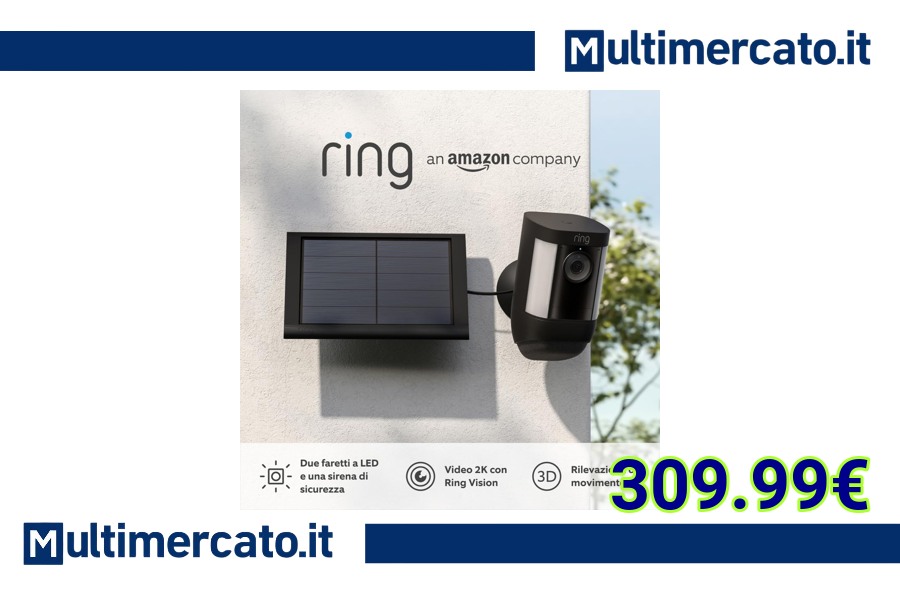 Multimercato.it
ring an amazon company
ring
Due faretti a LED
e una sirena di
sicurezza
Video 2K con
Ring Vision
3D
movimento
309.99€
Multimercato.it